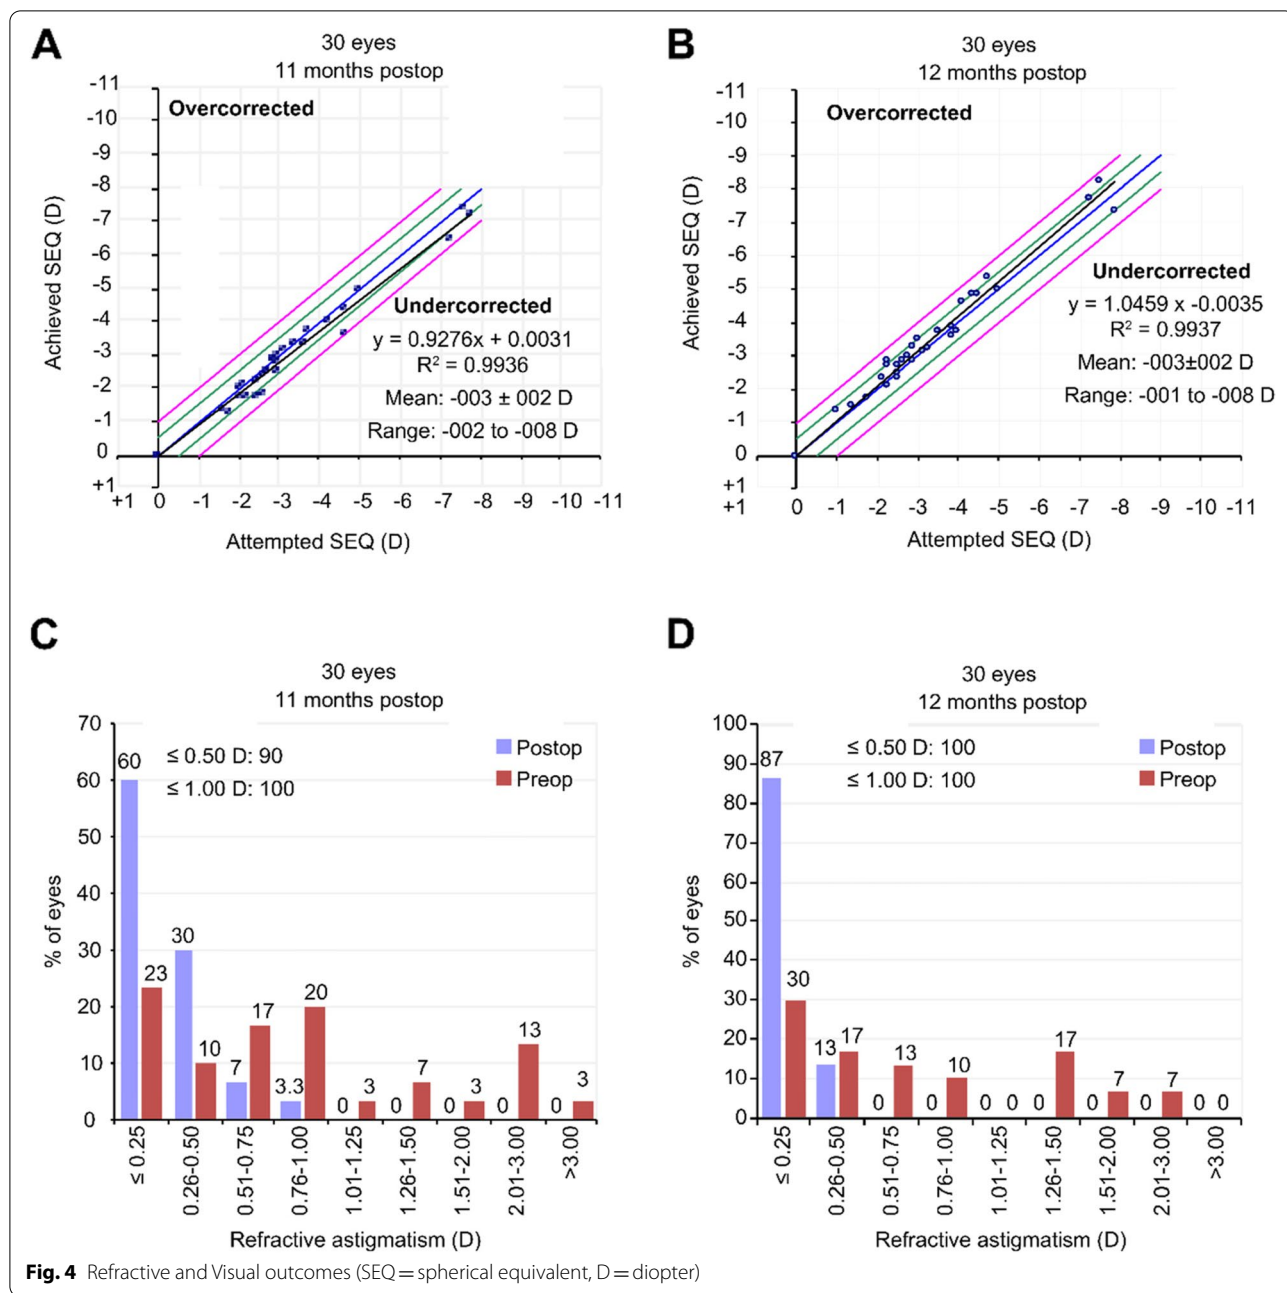 A
30 eyes
11 months postop
Overcorrected
-11
-10
-9
-8
-7
-6
-5
-4
-3
-2
-1
0
+1
Achieved SEQ (D)
Undercorrected
y = 0.9276x + 0.0031
R² = 0.9936
Mean: -003 ± 002 D
Range: -002 to -008 D
+1 0 -1 -2 -3 -4 -5 -6 -7 -8 -9 -10 -11
Attempted SEQ (D)
B
30 eyes
12 months postop
Overcorrected
-11
-10
-9
-8
-7
-6
-5
-4
-3
-2
-1
0
+1
Achieved SEQ (D)
Undercorrected
y = 1.0459 x -0.0035
R² = 0.9937
Mean: -003±002 D
Range: -001 to -008 D
+1 0 -1 -2 -3 -4 -5 -6 -7 -8 -9 -10 -11
Attempted SEQ (D)
C
30 eyes
11 months postop
≤ 0.50 D: 90
≤ 1.00 D: 100
Postop
Preop
70
60
50
40
30
20
10
0
% of eyes
60 23 30 10 7 17 3.3 20 0 3 0 7 0 3 0 13 0 3
≤ 0.25 0.26-0.50 0.51-0.75 0.76-1.00 1.01-1.25 1.26-1.50 1.51-2.00 2.01-3.00 >3.00
Refractive astigmatism (D)
D
30 eyes
12 months postop
≤ 0.50 D: 100
≤ 1.00 D: 100
Postop
Preop
100
90
80
70
60
50
40
30
20
10
0
% of eyes
87 30 13 17 0 13 0 10 0 0 0 17 0 7 0 7 0 0
≤ 0.25 0.26-0.50 0.51-0.75 0.76-1.00 1.01-1.25 1.26-1.50 1.51-2.00 2.01-3.00 >3.00
Refractive astigmatism (D)
Fig. 4 Refractive and Visual outcomes (SEQ = spherical equivalent, D = diopter)